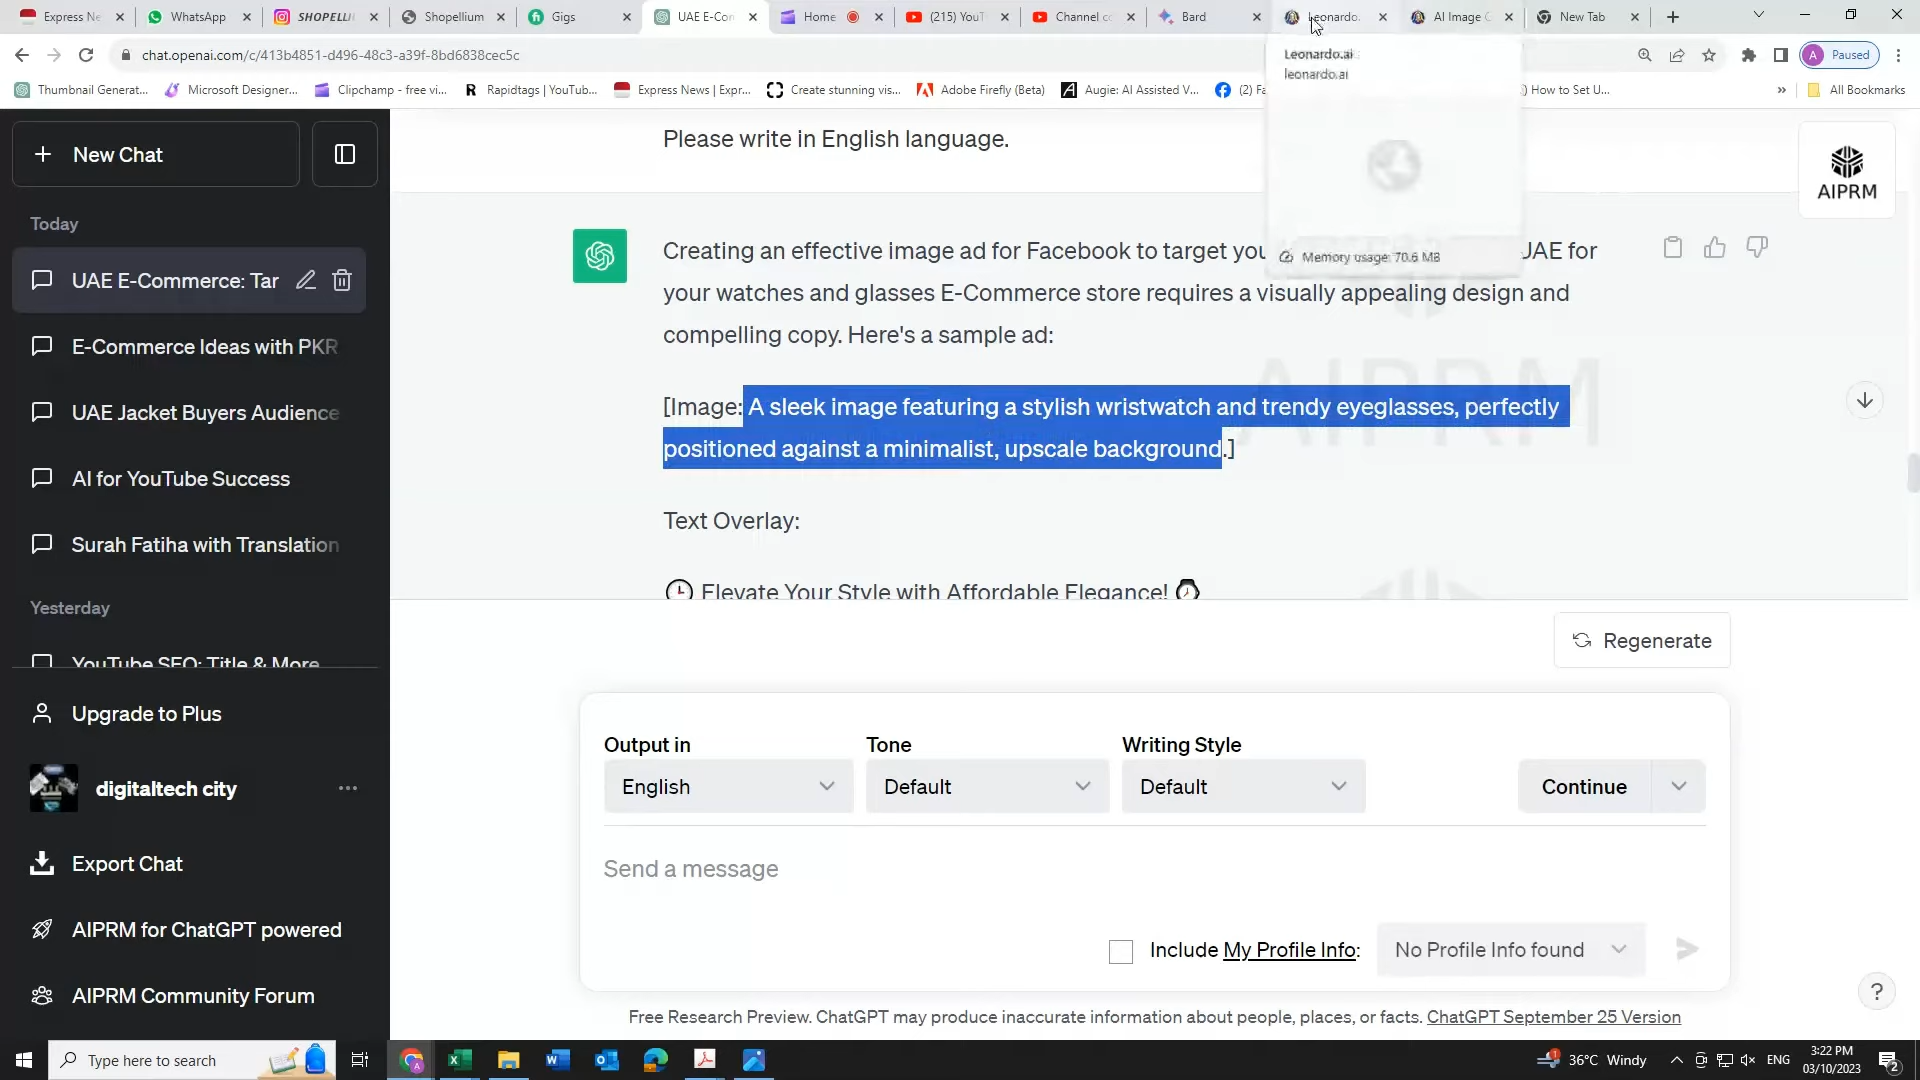 Express Ne
WhatsApp
SHOPELLI
Shopellium
Gigs
UAE E-Con
Home
(215) YouT
Channel co
Bard
Leonardo.
AI Image G
New Tab
chat.openai.com/c/413b4851-d496-48c3-a39f-8bd6838cec5c
A Paused
Thumbnail Generat...
Microsoft Designer...
Clipchamp - free vi...
Rapidtags | YouTub...
Express News | Expr...
Create stunning vis...
Adobe Firefly (Beta)
Augie: AI Assisted V...
(2) Fa
How to Set U...
»
All Bookmarks
Leonardo.ai
leonardo.ai
Memory usage: 70.6 MB
New Chat
Today
UAE E-Commerce: Tar
E-Commerce Ideas with PKR
UAE Jacket Buyers Audience
AI for YouTube Success
Surah Fatiha with Translation
Yesterday
YouTube SEO: Title & More
Upgrade to Plus
digitaltech city
Export Chat
AIPRM for ChatGPT powered
AIPRM Community Forum
Please write in English language.
AIPRM
Creating an effective image ad for Facebook to target you UAE for
your watches and glasses E-Commerce store requires a visually appealing design and
compelling copy. Here's a sample ad:
[Image: A sleek image featuring a stylish wristwatch and trendy eyeglasses, perfectly
positioned against a minimalist, upscale background.]
AIPRM
Text Overlay:
Elevate Your Style with Affordable Elegance!
Regenerate
Output in
Tone
Writing Style
English
Default
Default
Continue
Send a message
Include My Profile Info:
No Profile Info found
?
Free Research Preview. ChatGPT may produce inaccurate information about people, places, or facts. ChatGPT September 25 Version
Type here to search
36°C Windy
ENG
3:22 PM
03/10/2023
2